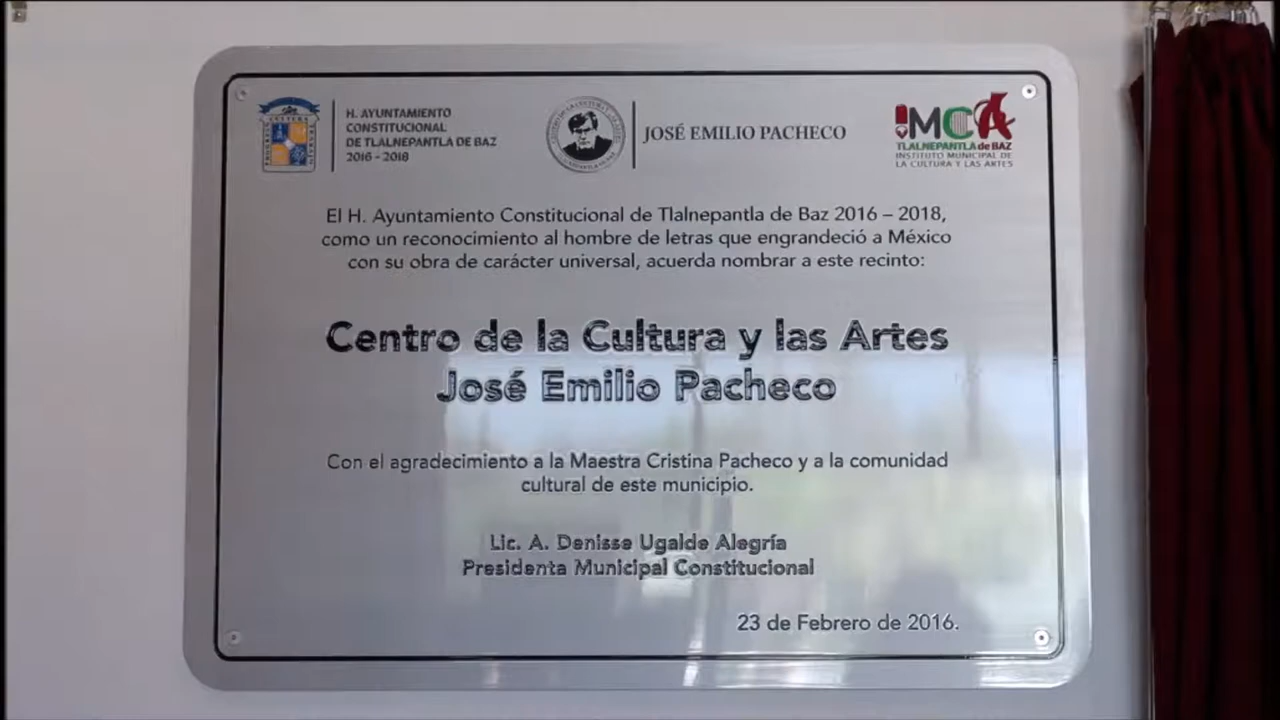 H. AYUNTAMIENTO
CONSTITUCIONAL
DE TLALNEPANTLA DE BAZ
2016 - 2018
JOSÉ EMILIO PACHECO
IMCA
TLALNEPANTLA de BAZ
INSTITUTO MUNICIPAL DE
LA CULTURA Y LAS ARTES
El H. Ayuntamiento Constitucional de Tlalnepantla de Baz 2016 – 2018,
como un reconocimiento al hombre de letras que engrandeció a México
con su obra de carácter universal, acuerda nombrar a este recinto:
Centro de la Cultura y las Artes
José Emilio Pacheco
Con el agradecimiento a la Maestra Cristina Pacheco y a la comunidad
cultural de este municipio.
Lic. A. Denisse Ugalde Alegría
Presidenta Municipal Constitucional
23 de Febrero de 2016.